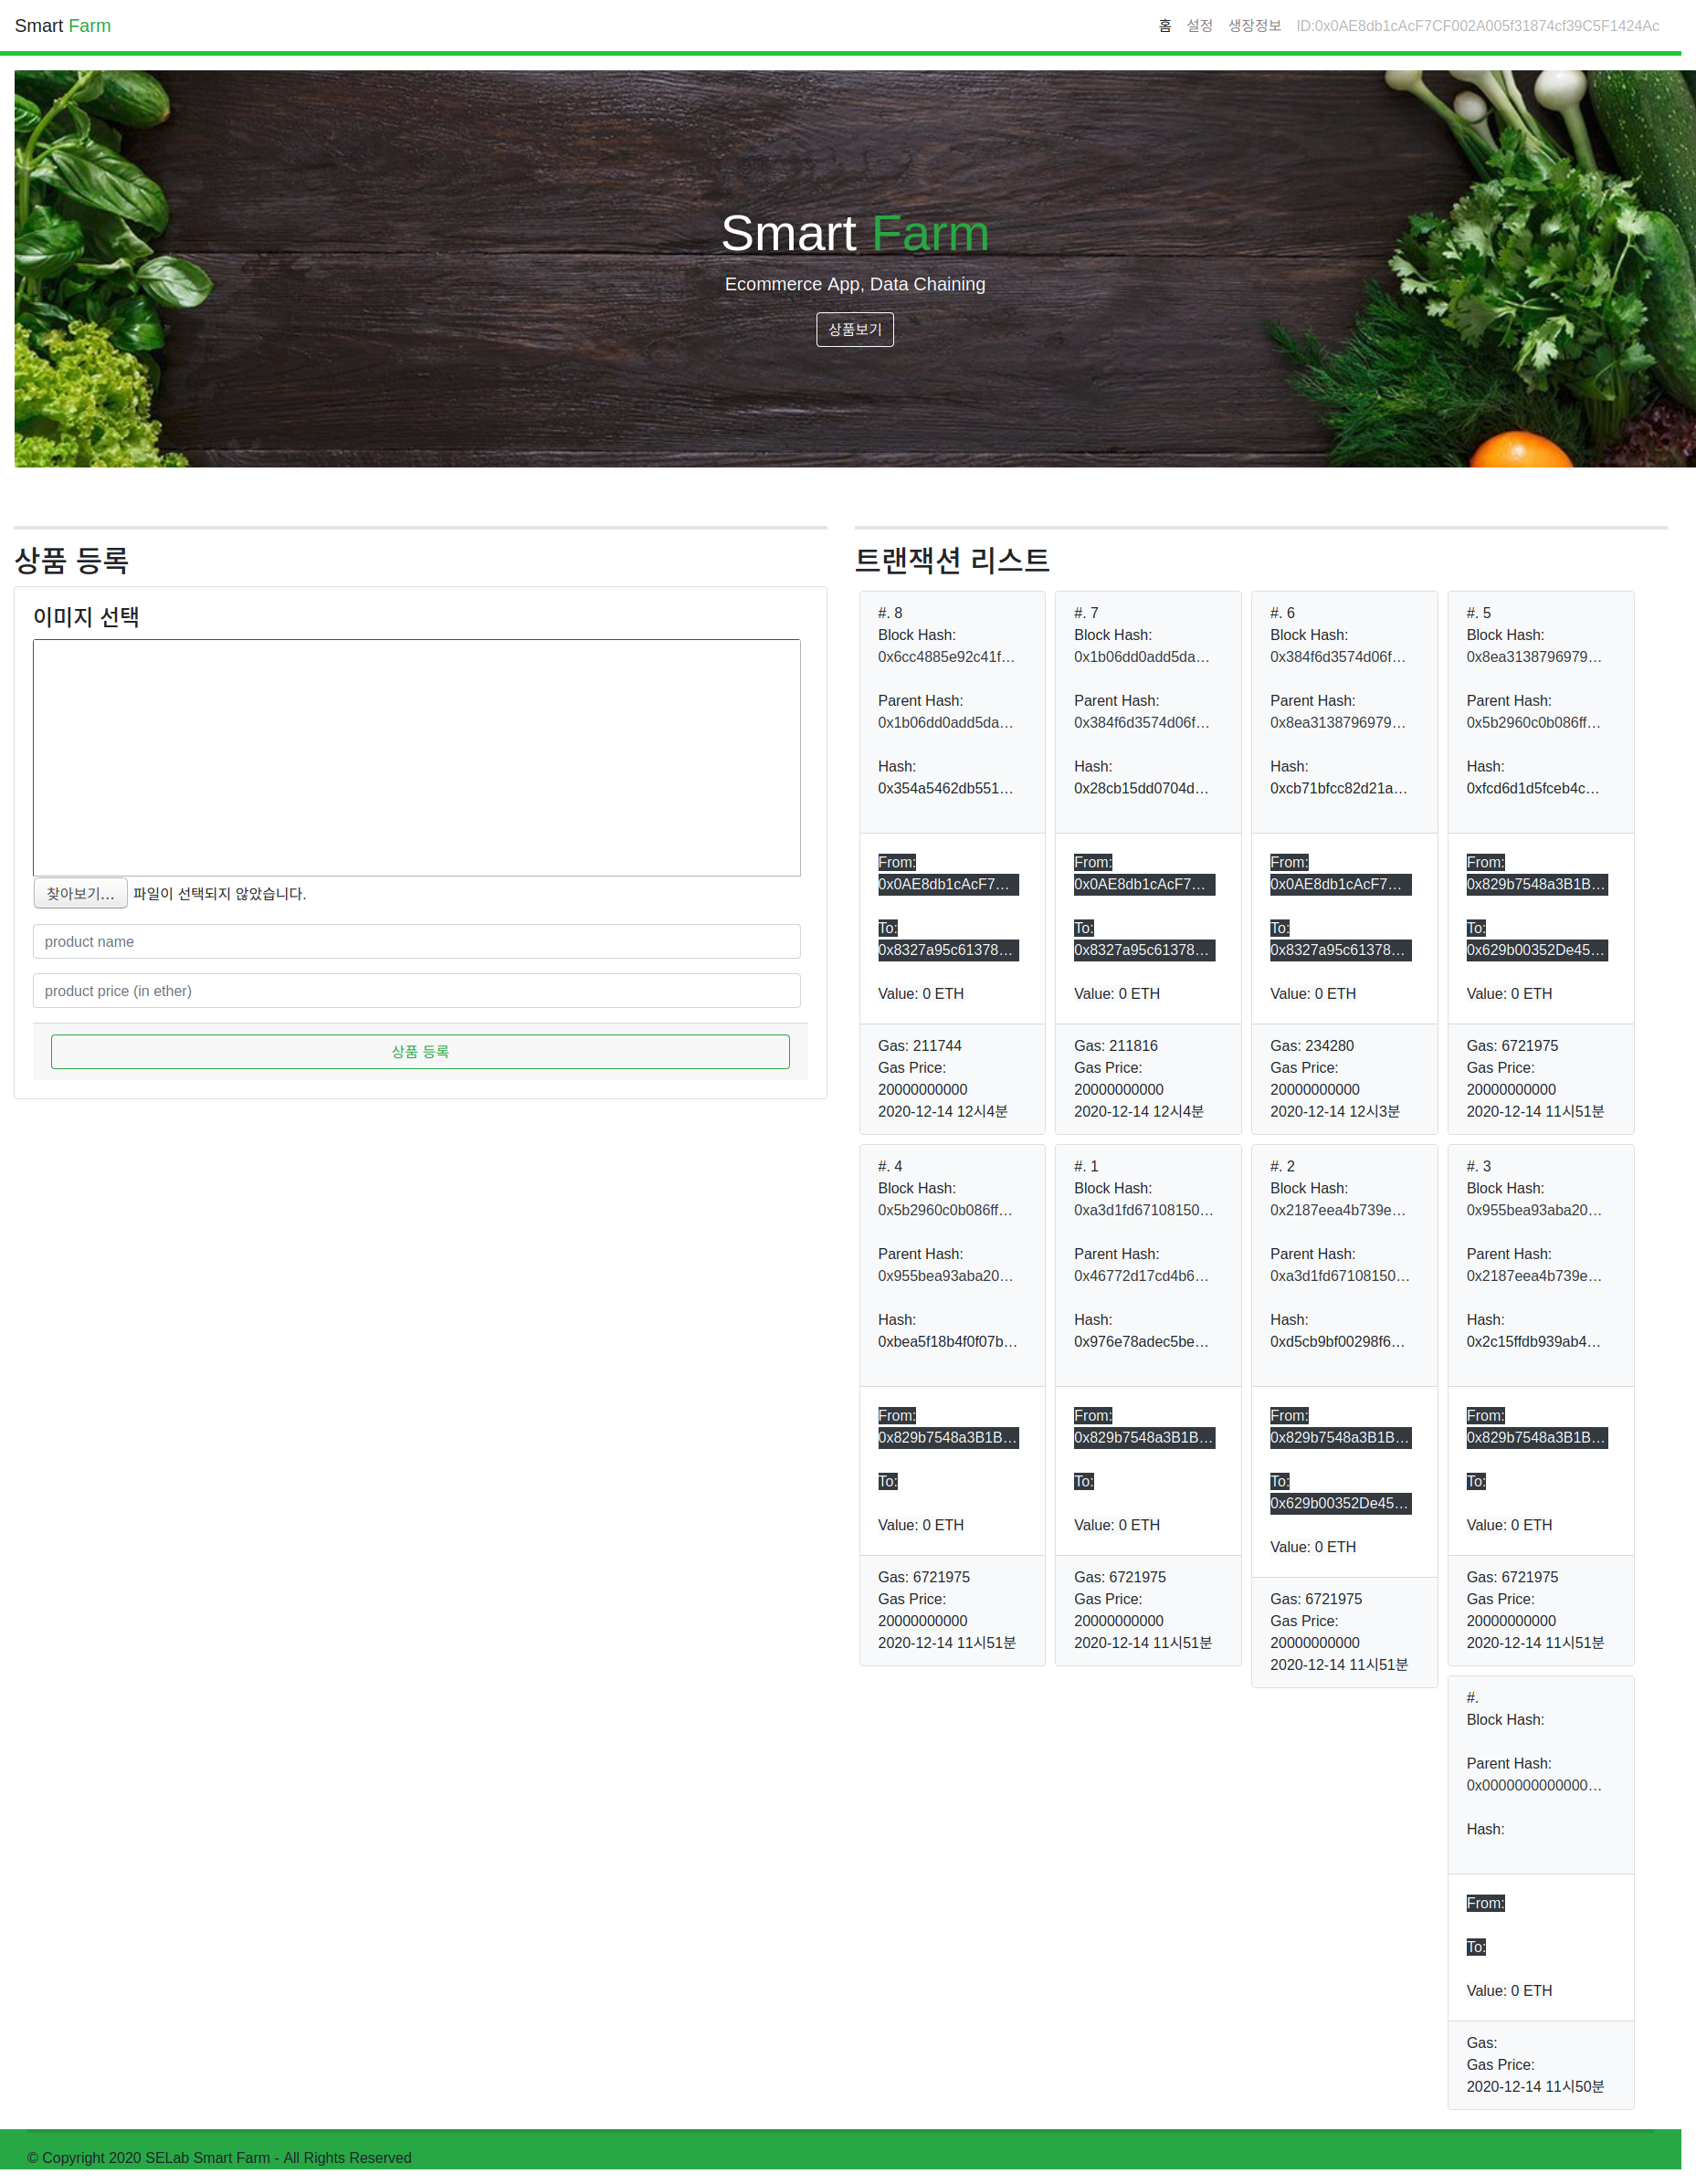 Smart Farm
홈 설정 생장정보 ID:0x0AE8db1cAcF7CF002A005f31874cf39C5F1424Ac
Smart Farm
Ecommerce App, Data Chaining
상품보기
상품 등록
이미지 선택
찾아보기... 파일이 선택되지 않았습니다.
product name
product price (in ether)
상품 등록
트랜잭션 리스트
#. 8
Block Hash:
0x6cc4885e92c41f...
Parent Hash:
0x1b06dd0add5da...
Hash:
0x354a5462db551...
From:
0x0AE8db1cAcF7...
To:
0x8327a95c61378...
Value: 0 ETH
Gas: 211744
Gas Price:
20000000000
2020-12-14 12시4분
#. 7
Block Hash:
0x1b06dd0add5da...
Parent Hash:
0x384f6d3574d06f...
Hash:
0x28cb15dd0704d...
From:
0x0AE8db1cAcF7...
To:
0x8327a95c61378...
Value: 0 ETH
Gas: 211816
Gas Price:
20000000000
2020-12-14 12시4분
#. 6
Block Hash:
0x384f6d3574d06f...
Parent Hash:
0x8ea3138796979...
Hash:
0xcb71bfcc82d21a...
From:
0x0AE8db1cAcF7...
To:
0x8327a95c61378...
Value: 0 ETH
Gas: 234280
Gas Price:
20000000000
2020-12-14 12시3분
#. 5
Block Hash:
0x8ea3138796979...
Parent Hash:
0x5b2960c0b086ff...
Hash:
0xfcd6d1d5fceb4c...
From:
0x829b7548a3B1B...
To:
0x629b00352De45...
Value: 0 ETH
Gas: 6721975
Gas Price:
20000000000
2020-12-14 11시51분
#. 4
Block Hash:
0x5b2960c0b086ff...
Parent Hash:
0x955bea93aba20...
Hash:
0xbea5f18b4f0f07b...
From:
0x829b7548a3B1B...
To:
Value: 0 ETH
Gas: 6721975
Gas Price:
20000000000
2020-12-14 11시51분
#. 1
Block Hash:
0xa3d1fd67108150...
Parent Hash:
0x46772d17cd4b6...
Hash:
0x976e78adec5be...
From:
0x829b7548a3B1B...
To:
Value: 0 ETH
Gas: 6721975
Gas Price:
20000000000
2020-12-14 11시51분
#. 2
Block Hash:
0x2187eea4b739e...
Parent Hash:
0xa3d1fd67108150...
Hash:
0xd5cb9bf00298f6...
From:
0x829b7548a3B1B...
To:
0x629b00352De45...
Value: 0 ETH
Gas: 6721975
Gas Price:
20000000000
2020-12-14 11시51분
#. 3
Block Hash:
0x955bea93aba20...
Parent Hash:
0x2187eea4b739e...
Hash:
0x2c15ffdb939ab4...
From:
0x829b7548a3B1B...
To:
Value: 0 ETH
Gas: 6721975
Gas Price:
20000000000
2020-12-14 11시51분
#.
Block Hash:
Parent Hash:
0x0000000000000...
Hash:
From:
To:
Value: 0 ETH
Gas:
Gas Price:
2020-12-14 11시50분
© Copyright 2020 SELab Smart Farm - All Rights Reserved